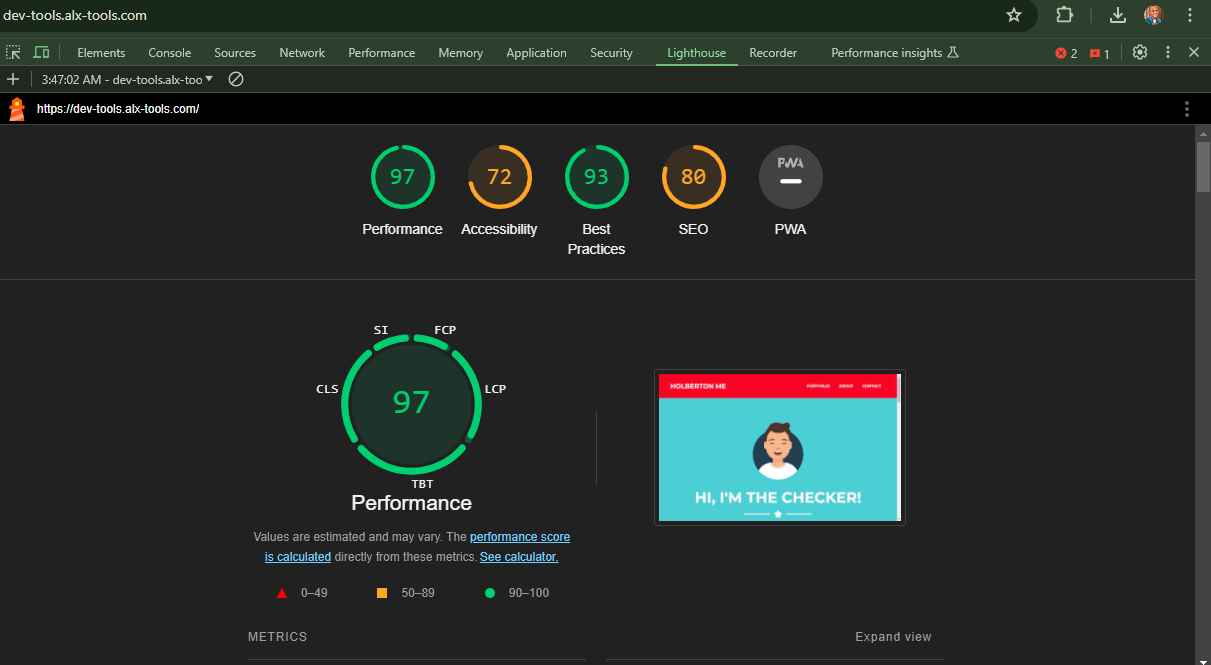 dev-tools.alx-tools.com
Elements Console Sources Network Performance Memory Application Security Lighthouse Recorder Performance insights 2 1
3:47:02 AM - dev-tools.alx-too
https://dev-tools.alx-tools.com/
97 72 93 80 PWA
Performance Accessibility Best Practices SEO PWA
SI FCP
CLS LCP
97
TBT
Performance
Values are estimated and may vary. The performance score
is calculated directly from these metrics. See calculator.
0–49 50–89 90–100
HOLBERTON ME PORTFOLIO ABOUT CONTACT
HI, I'M THE CHECKER!
METRICS Expand view